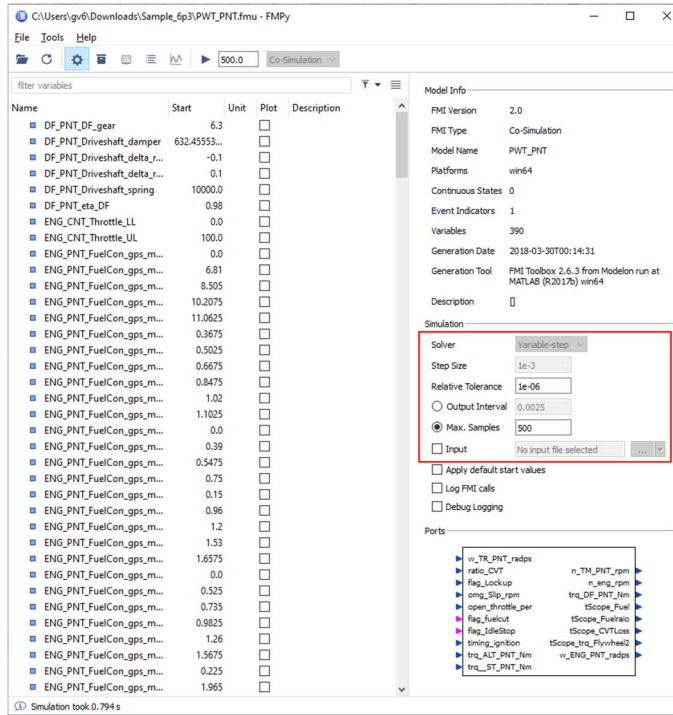 C:\Users\gv6\Downloads\Sample_6p3\PWT_PNT.fmu - FMPy
File Tools Help
500.0 Co-Simulation
filter variables
Name Start Unit Plot Description
DF_PNT_DF_gear 6.3
DF_PNT_Driveshaft_damper 632.45553...
DF_PNT_Driveshaft_delta_r... -0.1
DF_PNT_Driveshaft_delta_r... 0.1
DF_PNT_Driveshaft_spring 10000.0
DF_PNT_eta_DF 0.98
ENG_CNT_Throttle_LL 0.0
ENG_CNT_Throttle_UL 100.0
ENG_PNT_FuelCon_gps_m... 0.0
ENG_PNT_FuelCon_gps_m... 6.81
ENG_PNT_FuelCon_gps_m... 8.505
ENG_PNT_FuelCon_gps_m... 10.2075
ENG_PNT_FuelCon_gps_m... 11.0625
ENG_PNT_FuelCon_gps_m... 0.3675
ENG_PNT_FuelCon_gps_m... 0.5025
ENG_PNT_FuelCon_gps_m... 0.6675
ENG_PNT_FuelCon_gps_m... 0.8475
ENG_PNT_FuelCon_gps_m... 1.02
ENG_PNT_FuelCon_gps_m... 1.1025
ENG_PNT_FuelCon_gps_m... 0.0
ENG_PNT_FuelCon_gps_m... 0.39
ENG_PNT_FuelCon_gps_m... 0.5475
ENG_PNT_FuelCon_gps_m... 0.75
ENG_PNT_FuelCon_gps_m... 0.15
ENG_PNT_FuelCon_gps_m... 0.96
ENG_PNT_FuelCon_gps_m... 1.2
ENG_PNT_FuelCon_gps_m... 1.53
ENG_PNT_FuelCon_gps_m... 1.6575
ENG_PNT_FuelCon_gps_m... 0.0
ENG_PNT_FuelCon_gps_m... 0.525
ENG_PNT_FuelCon_gps_m... 0.735
ENG_PNT_FuelCon_gps_m... 0.9825
ENG_PNT_FuelCon_gps_m... 1.26
ENG_PNT_FuelCon_gps_m... 1.5675
ENG_PNT_FuelCon_gps_m... 0.225
ENG_PNT_FuelCon_gps_m... 1.965
Model Info
FMI Version 2.0
FMI Type Co-Simulation
Model Name PWT_PNT
Platforms win64
Continuous States 0
Event Indicators 1
Variables 390
Generation Date 2018-03-30T00:14:31
Generation Tool FMI Toolbox 2.6.3 from Modelon run at
MATLAB (R2017b) win64
Description []
Simulation
Solver Variable-step
Step Size 1e-3
Relative Tolerance 1e-06
Output Interval 0.0025
Max. Samples 500
Input No input file selected ...
Apply default start values
Log FMI calls
Debug Logging
Ports
w_TR_PNT_radps
ratio_CVT
flag_Lockup
omg_Slip_rpm
open_throttle_per
flag_fuelcut
flag_IdleStop
timing_ignition
trq_ALT_PNT_Nm
trq__ST_PNT_Nm
n_TM_PNT_rpm
n_eng_rpm
trq_DF_PNT_Nm
tScope_Fuel
tScope_Fuelraio
tScope_CVTLoss
tScope_trq_Flywheel2
w_ENG_PNT_radps
Simulation took 0.794 s